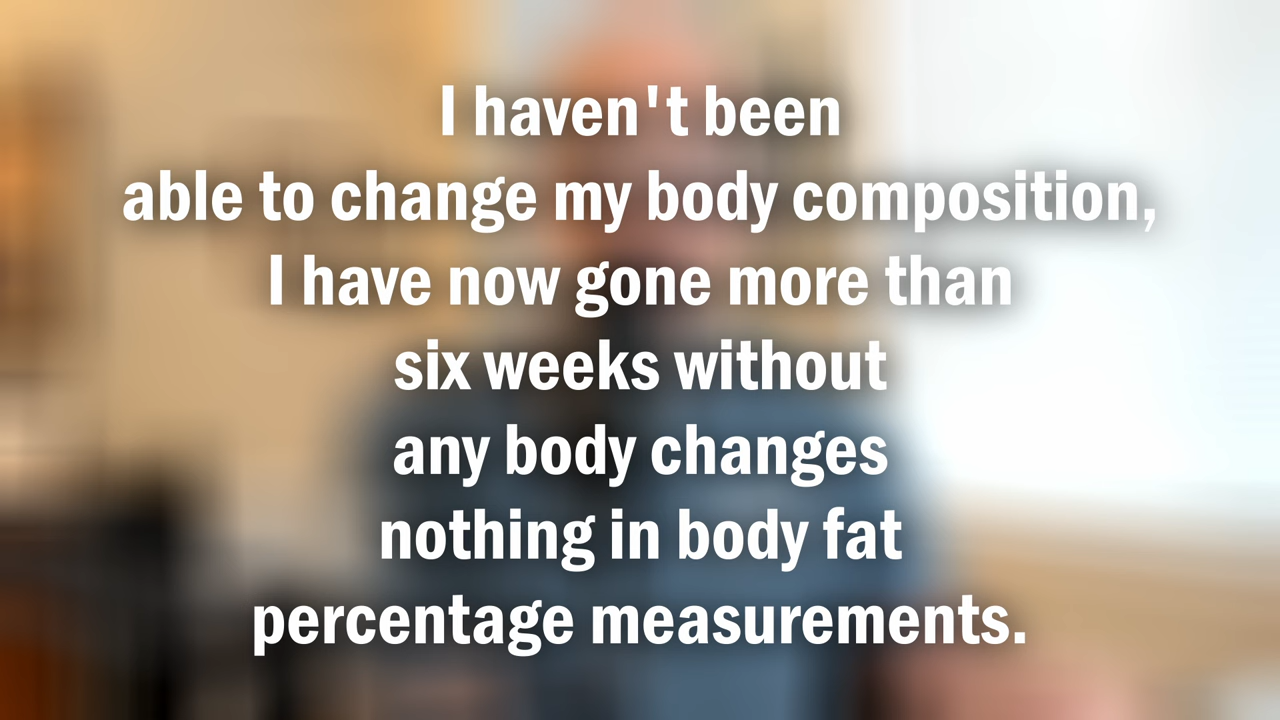 I haven't been
able to change my body composition,
I have now gone more than
six weeks without
any body changes
nothing in body fat
percentage measurements.